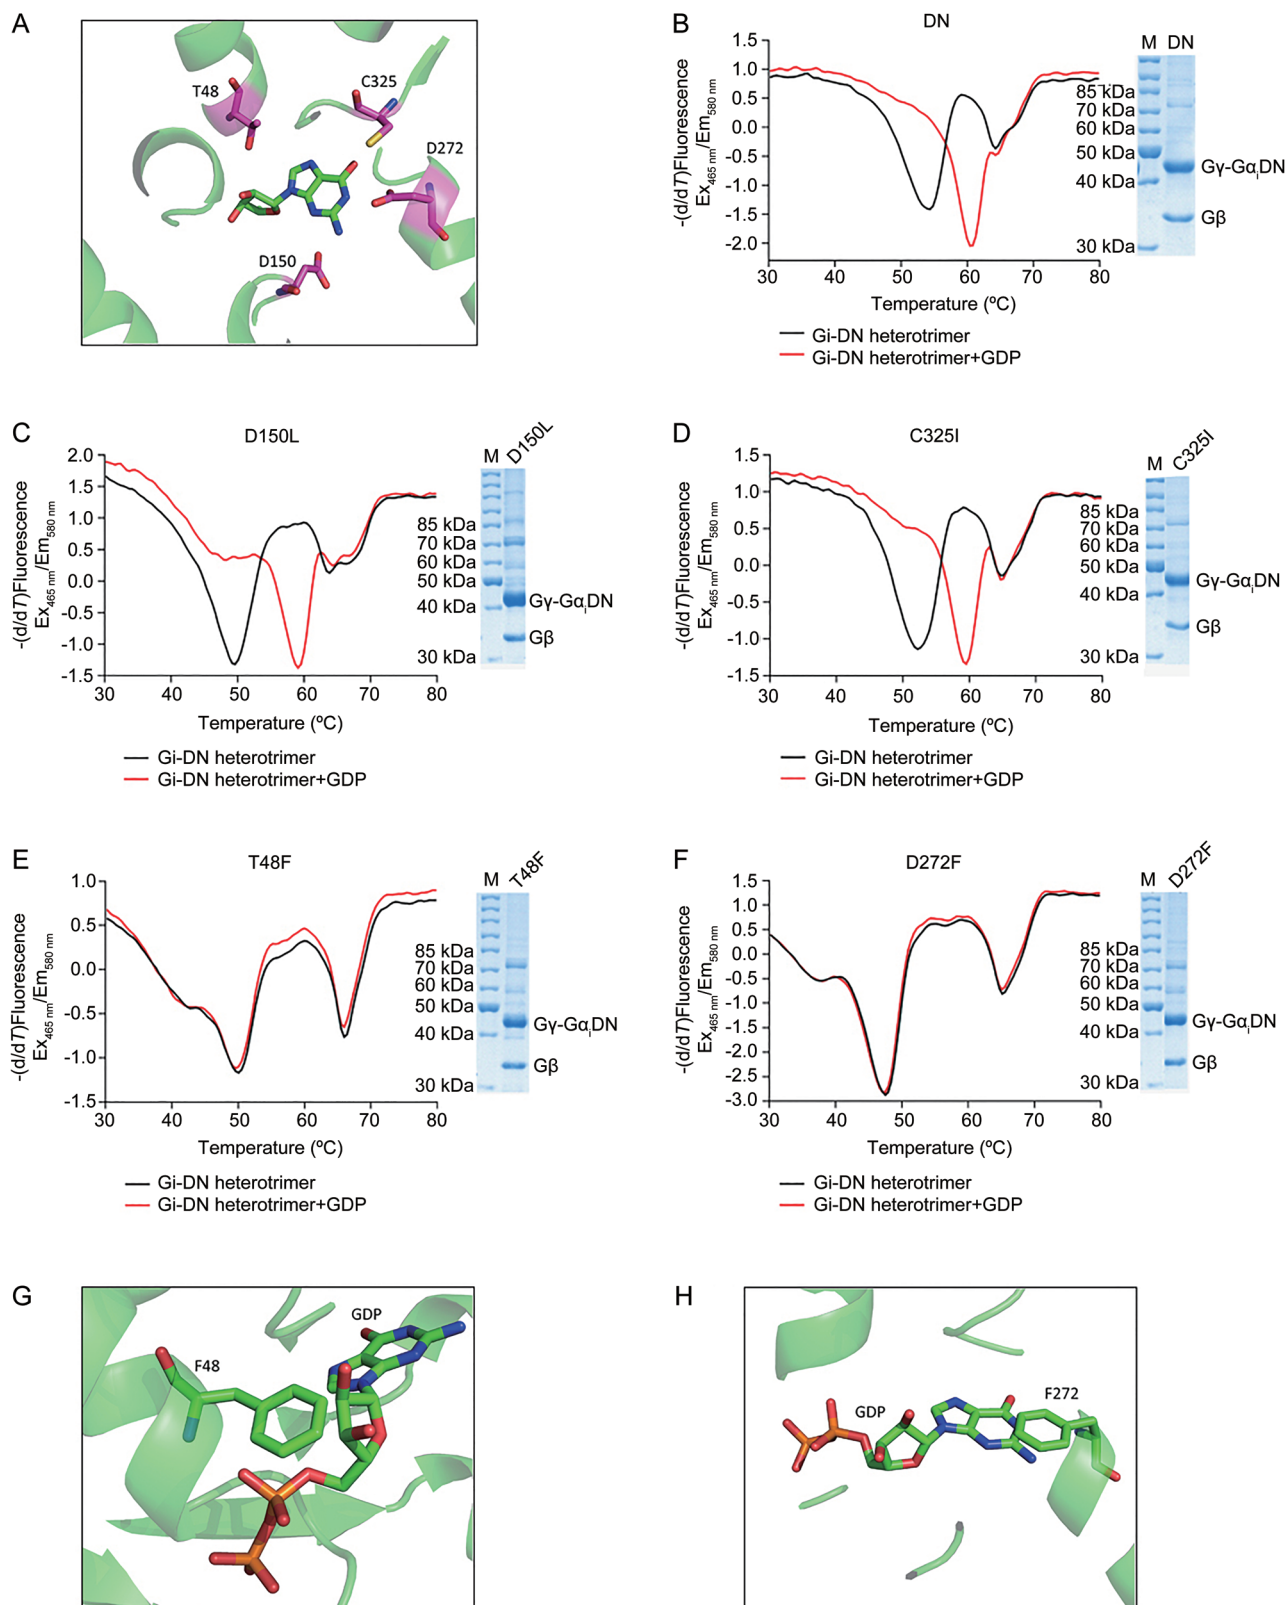 A
T48
C325
D272
D150
B
DN
1.5
1.0
0.5
0.0
-0.5
-1.0
-1.5
-2.0
-(d/dT)Fluorescence
Ex465 nm/Em580 nm
30 40 50 60 70 80
Temperature (ºC)
Gi-DN heterotrimer
Gi-DN heterotrimer+GDP
M DN
85 kDa
70 kDa
60 kDa
50 kDa
40 kDa
30 kDa
Gγ-GαiDN
Gβ
C
D150L
2.0
1.5
1.0
0.5
0.0
-0.5
-1.0
-1.5
-(d/dT)Fluorescence
Ex465 nm/Em580 nm
30 40 50 60 70 80
Temperature (ºC)
Gi-DN heterotrimer
Gi-DN heterotrimer+GDP
M D150L
85 kDa
70 kDa
60 kDa
50 kDa
40 kDa
30 kDa
Gγ-GαiDN
Gβ
D
C325I
1.5
1.0
0.5
0.0
-0.5
-1.0
-1.5
-(d/dT)Fluorescence
Ex465 nm/Em580 nm
30 40 50 60 70 80
Temperature (ºC)
Gi-DN heterotrimer
Gi-DN heterotrimer+GDP
M C325I
85 kDa
70 kDa
60 kDa
50 kDa
40 kDa
30 kDa
Gγ-GαiDN
Gβ
E
T48F
1.0
0.5
0.0
-0.5
-1.0
-1.5
-(d/dT)Fluorescence
Ex465 nm/Em580 nm
30 40 50 60 70 80
Temperature (ºC)
Gi-DN heterotrimer
Gi-DN heterotrimer+GDP
M T48F
85 kDa
70 kDa
60 kDa
50 kDa
40 kDa
30 kDa
Gγ-GαiDN
Gβ
F
D272F
1.5
1.0
0.5
0.0
-0.5
-1.0
-1.5
-2.0
-2.5
-3.0
-(d/dT)Fluorescence
Ex465 nm/Em580 nm
30 40 50 60 70 80
Temperature (ºC)
Gi-DN heterotrimer
Gi-DN heterotrimer+GDP
M D272F
85 kDa
70 kDa
60 kDa
50 kDa
40 kDa
30 kDa
Gγ-GαiDN
Gβ
G
GDP
F48
H
GDP
F272